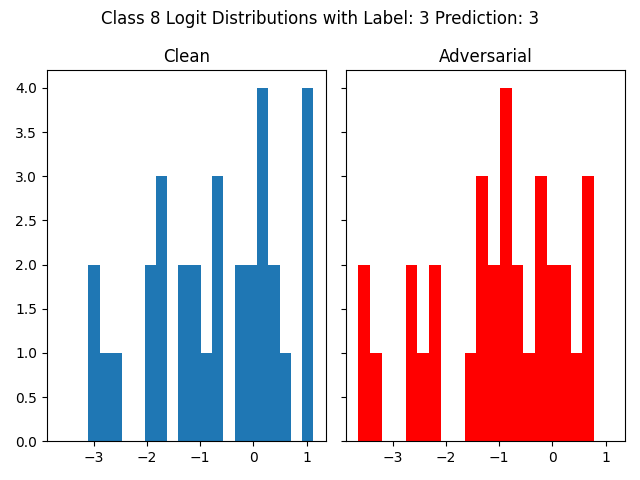 Class 8 Logit Distributions with Label: 3 Prediction: 3
Clean
Adversarial
4.0
3.5
3.0
2.5
2.0
1.5
1.0
0.5
0.0
−3 −2 −1 0 1
−3 −2 −1 0 1